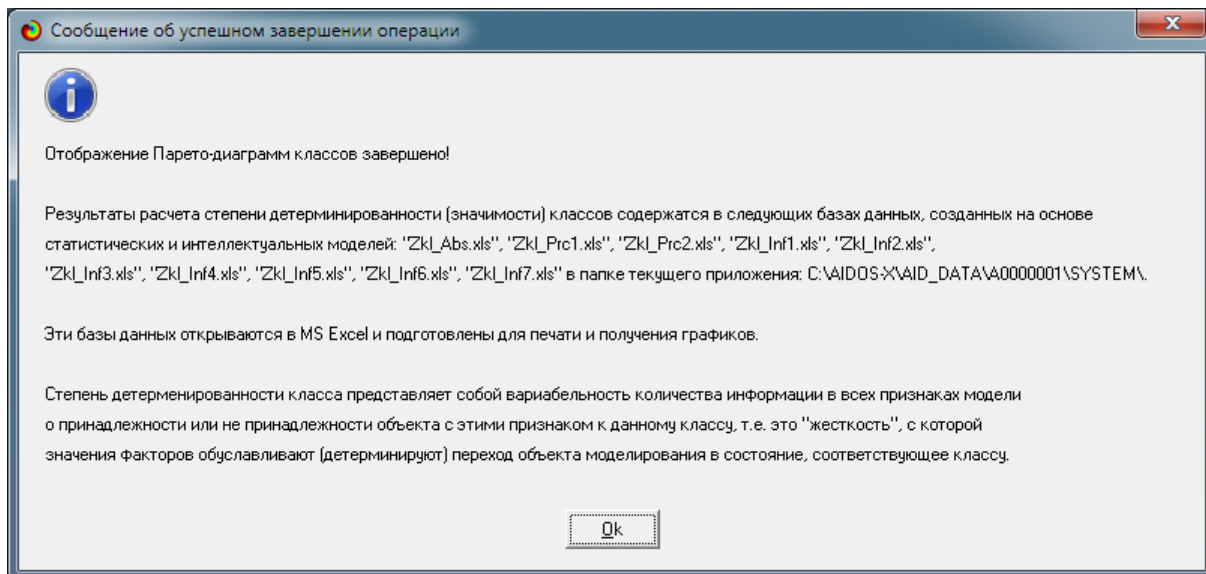 Сообщение об успешном завершении операции
Отображение Парето-диаграмм классов завершено!
Результаты расчета степени детерминированности (значимости) классов содержатся в следующих базах данных, созданных на основе
статистических и интеллектуальных моделей: "Zkl_Abs.xls", "Zkl_Prc1.xls", "Zkl_Prc2.xls", "Zkl_Inf1.xls", "Zkl_Inf2.xls",
"Zkl_Inf3.xls", "Zkl_Inf4.xls", "Zkl_Inf5.xls", "Zkl_Inf6.xls", "Zkl_Inf7.xls" в папке текущего приложения: C:\AIDOS-X\AID_DATA\A0000001\SYSTEM\.
Эти базы данных открываются в MS Excel и подготовлены для печати и получения графиков.
Степень детерменированности класса представляет собой вариабельность количества информации в всех признаках модели
о принадлежности или не принадлежности объекта с этими признаком к данному классу, т.е. это "жесткость", с которой
значения факторов обуславливают (детерминируют) переход объекта моделирования в состояние, соответствующее классу.
Ok